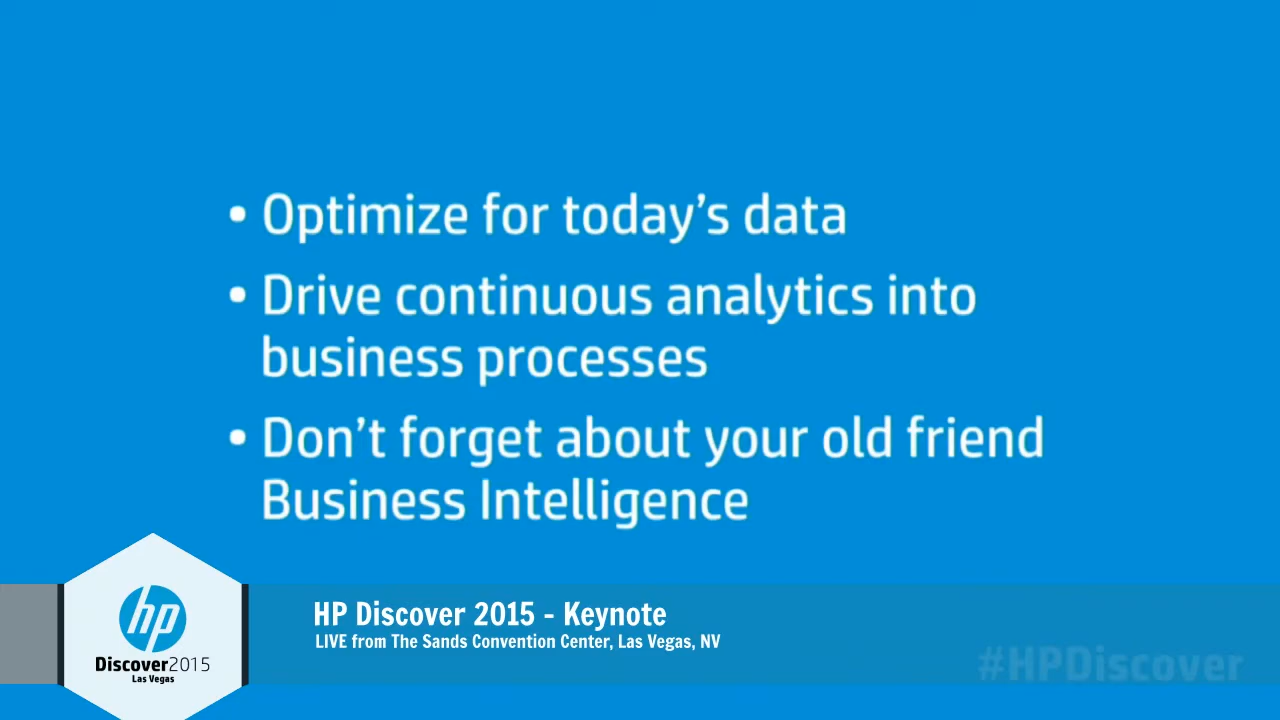 • Optimize for today’s data
• Drive continuous analytics into
business processes
• Don’t forget about your old friend
Business Intelligence
hp
Discover2015
Las Vegas
HP Discover 2015 - Keynote
LIVE from The Sands Convention Center, Las Vegas, NV
#HPDiscover